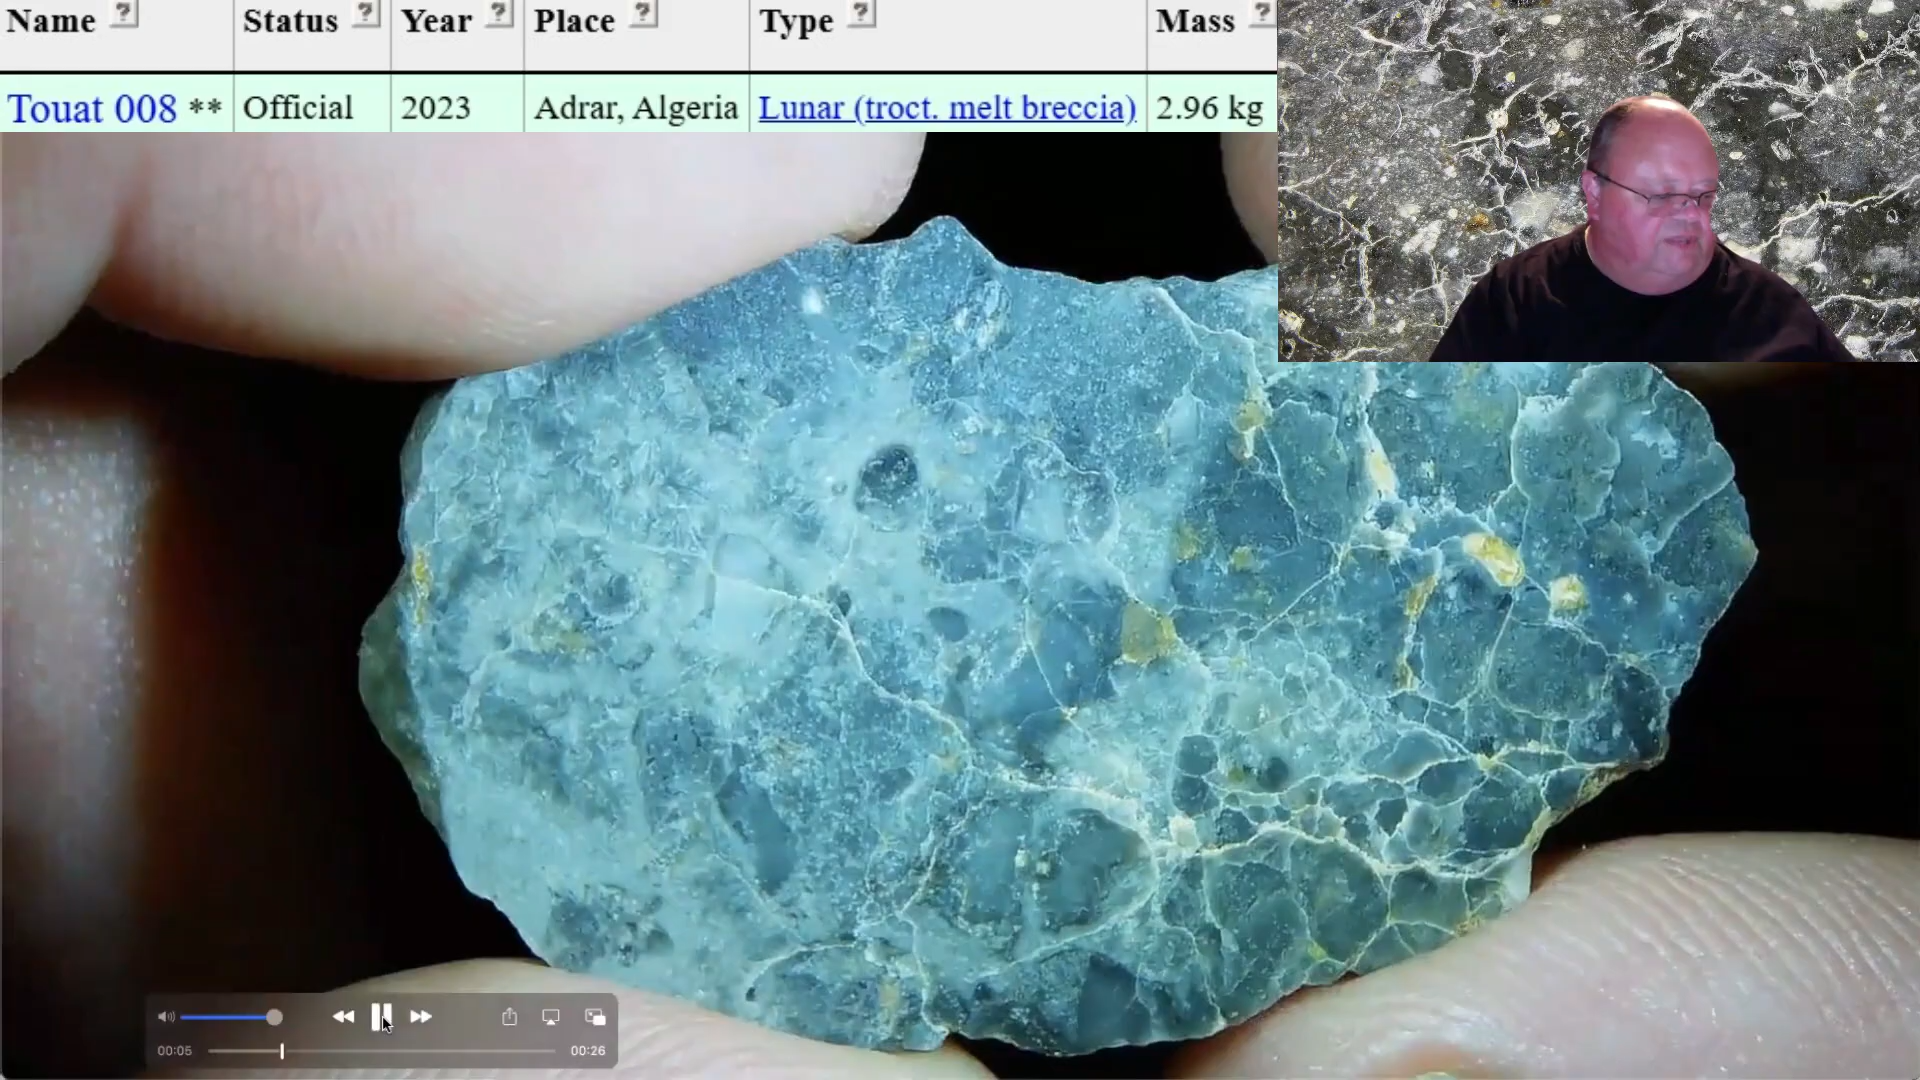 Name ? Status ? Year ? Place ? Type ? Mass ?
Touat 008 ** Official 2023 Adrar, Algeria Lunar (troct. melt breccia) 2.96 kg
00:05 00:26